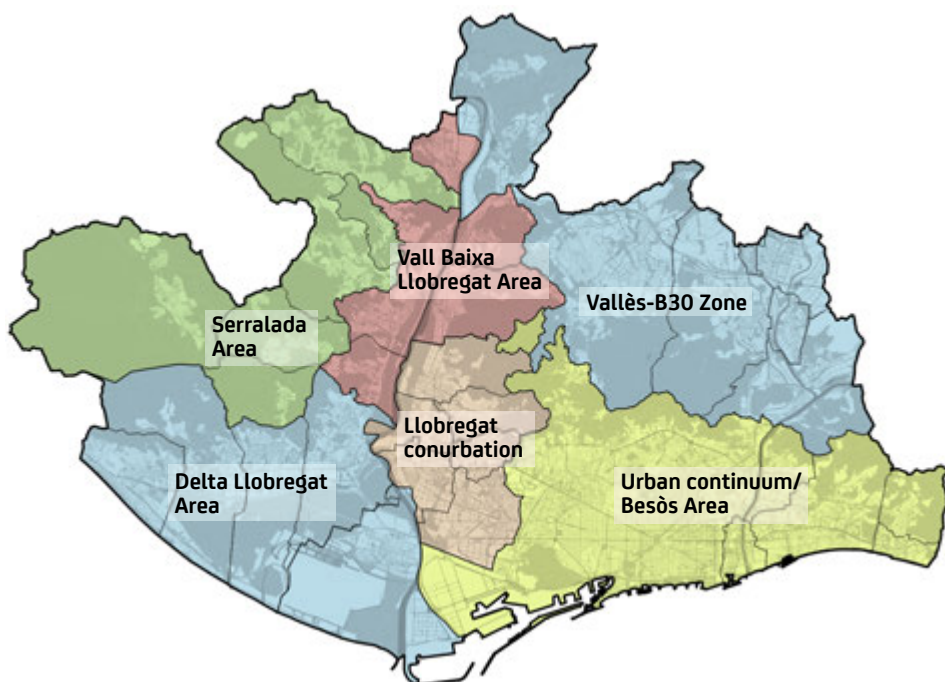 Vall Baixa
Llobregat Area
Vallès-B30 Zone
Serralada
Area
Llobregat
conurbation
Delta Llobregat
Area
Urban continuum/
Besòs Area